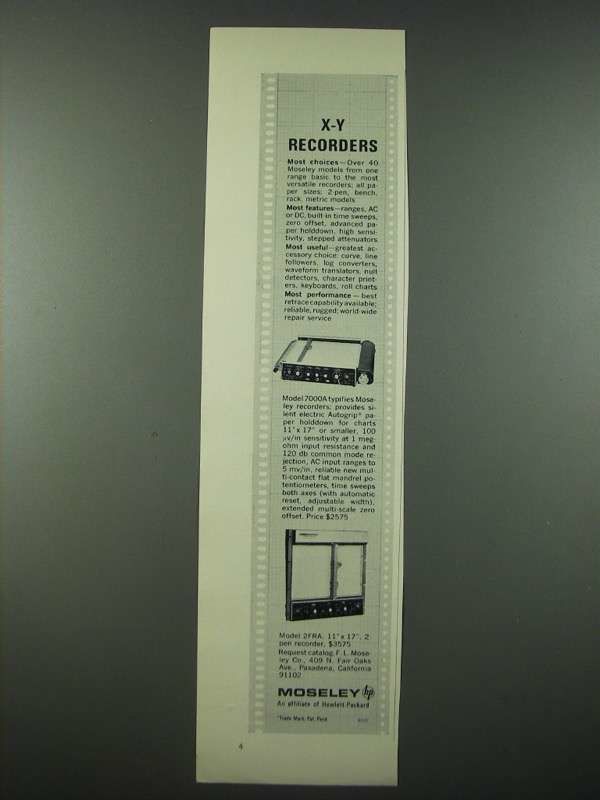 X-Y
RECORDERS
Most choices—Over 40
Moseley models from one
range basic to the most
versatile recorders; all pa-
per sizes; 2-pen, bench,
rack, metric models
Most features—ranges, AC
or DC, built-in time sweeps,
zero offset, advanced pa-
per holddown, high sensi-
tivity, stepped attenuators
Most useful—greatest ac-
cessory choice: curve, line
followers, log converters,
waveform translators, null
detectors, character print-
ers, keyboards, roll charts
Most performance — best
retrace capability available;
reliable, rugged; world-wide
repair service
Model 7000A typifies Mose-
ley recorders; provides si-
lent electric Autogrip* pa-
per holddown for charts
11"x 17" or smaller, 100
μv/in sensitivity at 1 meg-
ohm input resistance and
120 db common mode re-
jection, AC input ranges to
5 mv/in, reliable new mul-
ti-contact flat mandrel po-
tentiometers, time sweeps
both axes (with automatic
reset, adjustable width),
extended multi-scale zero
offset. Price $2575
Model 2FRA, 11"x 17", 2
pen recorder, $3575
Request catalog, F. L. Mose-
ley Co., 409 N. Fair Oaks
Ave., Pasadena, California
91102
MOSELEY hp
An affiliate of Hewlett-Packard
*Trade Mark, Pat. Pend.
4